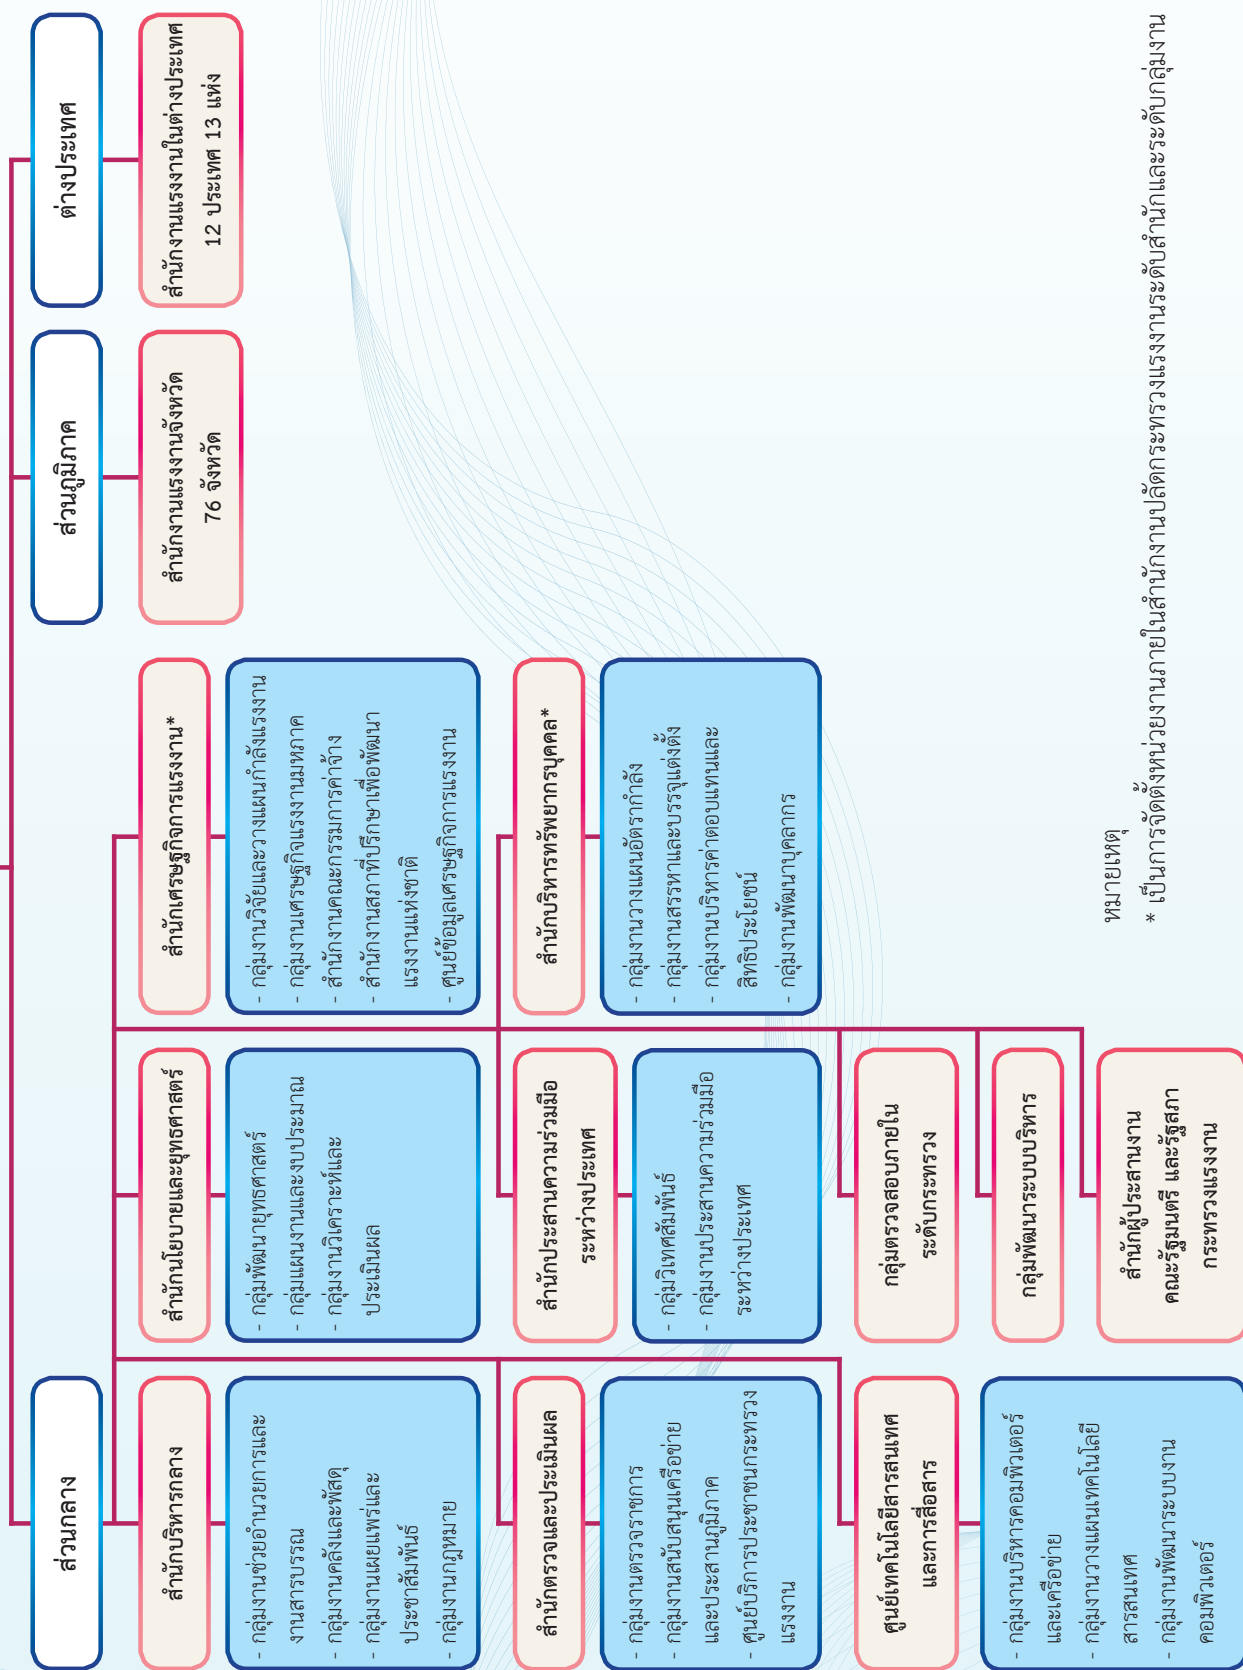 ส่วนกลาง
ส่วนภูมิภาค
ต่างประเทศ
สำนักบริหารกลาง
- กลุ่มงานช่วยอำนวยการและ
งานสารบรรณ
- กลุ่มงานคลังและพัสดุ
- กลุ่มงานเผยแพร่และ
ประชาสัมพันธ์
- กลุ่มงานกฎหมาย
สำนักนโยบายและยุทธศาสตร์
- กลุ่มพัฒนายุทธศาสตร์
- กลุ่มแผนงานและงบประมาณ
- กลุ่มงานวิเคราะห์และ
ประเมินผล
สำนักเศรษฐกิจการแรงงาน*
- กลุ่มงานวิจัยและวางแผนกำลังแรงงาน
- กลุ่มงานเศรษฐกิจแรงงานมหภาค
- สำนักงานคณะกรรมการค่าจ้าง
- สำนักงานสภาที่ปรึกษาเพื่อพัฒนา
แรงงานแห่งชาติ
- ศูนย์ข้อมูลเศรษฐกิจการแรงงาน
สำนักงานแรงงานจังหวัด
76 จังหวัด
สำนักงานแรงงานในต่างประเทศ
12 ประเทศ 13 แห่ง
สำนักตรวจและประเมินผล
- กลุ่มงานตรวจราชการ
- กลุ่มงานสนับสนุนเครือข่าย
และประสานภูมิภาค
- ศูนย์บริการประชาชนกระทรวง
แรงงาน
สำนักประสานความร่วมมือ
ระหว่างประเทศ
- กลุ่มวิเทศสัมพันธ์
- กลุ่มงานประสานความร่วมมือ
ระหว่างประเทศ
สำนักบริหารทรัพยากรบุคคล*
- กลุ่มงานวางแผนอัตรากำลัง
- กลุ่มงานสรรหาและบรรจุแต่งตั้ง
- กลุ่มงานบริหารค่าตอบแทนและ
สิทธิประโยชน์
- กลุ่มงานพัฒนาบุคลากร
ศูนย์เทคโนโลยีสารสนเทศ
และการสื่อสาร
- กลุ่มงานบริหารคอมพิวเตอร์
และเครือข่าย
- กลุ่มงานวางแผนเทคโนโลยี
สารสนเทศ
- กลุ่มงานพัฒนาระบบงาน
คอมพิวเตอร์
กลุ่มตรวจสอบภายใน
ระดับกระทรวง
กลุ่มพัฒนาระบบบริหาร
สำนักผู้ประสานงาน
คณะรัฐมนตรี และรัฐสภา
กระทรวงแรงงาน
หมายเหตุ
* เป็นการจัดตั้งหน่วยงานภายในสำนักงานปลัดกระทรวงแรงงานระดับสำนักและระดับกลุ่มงาน